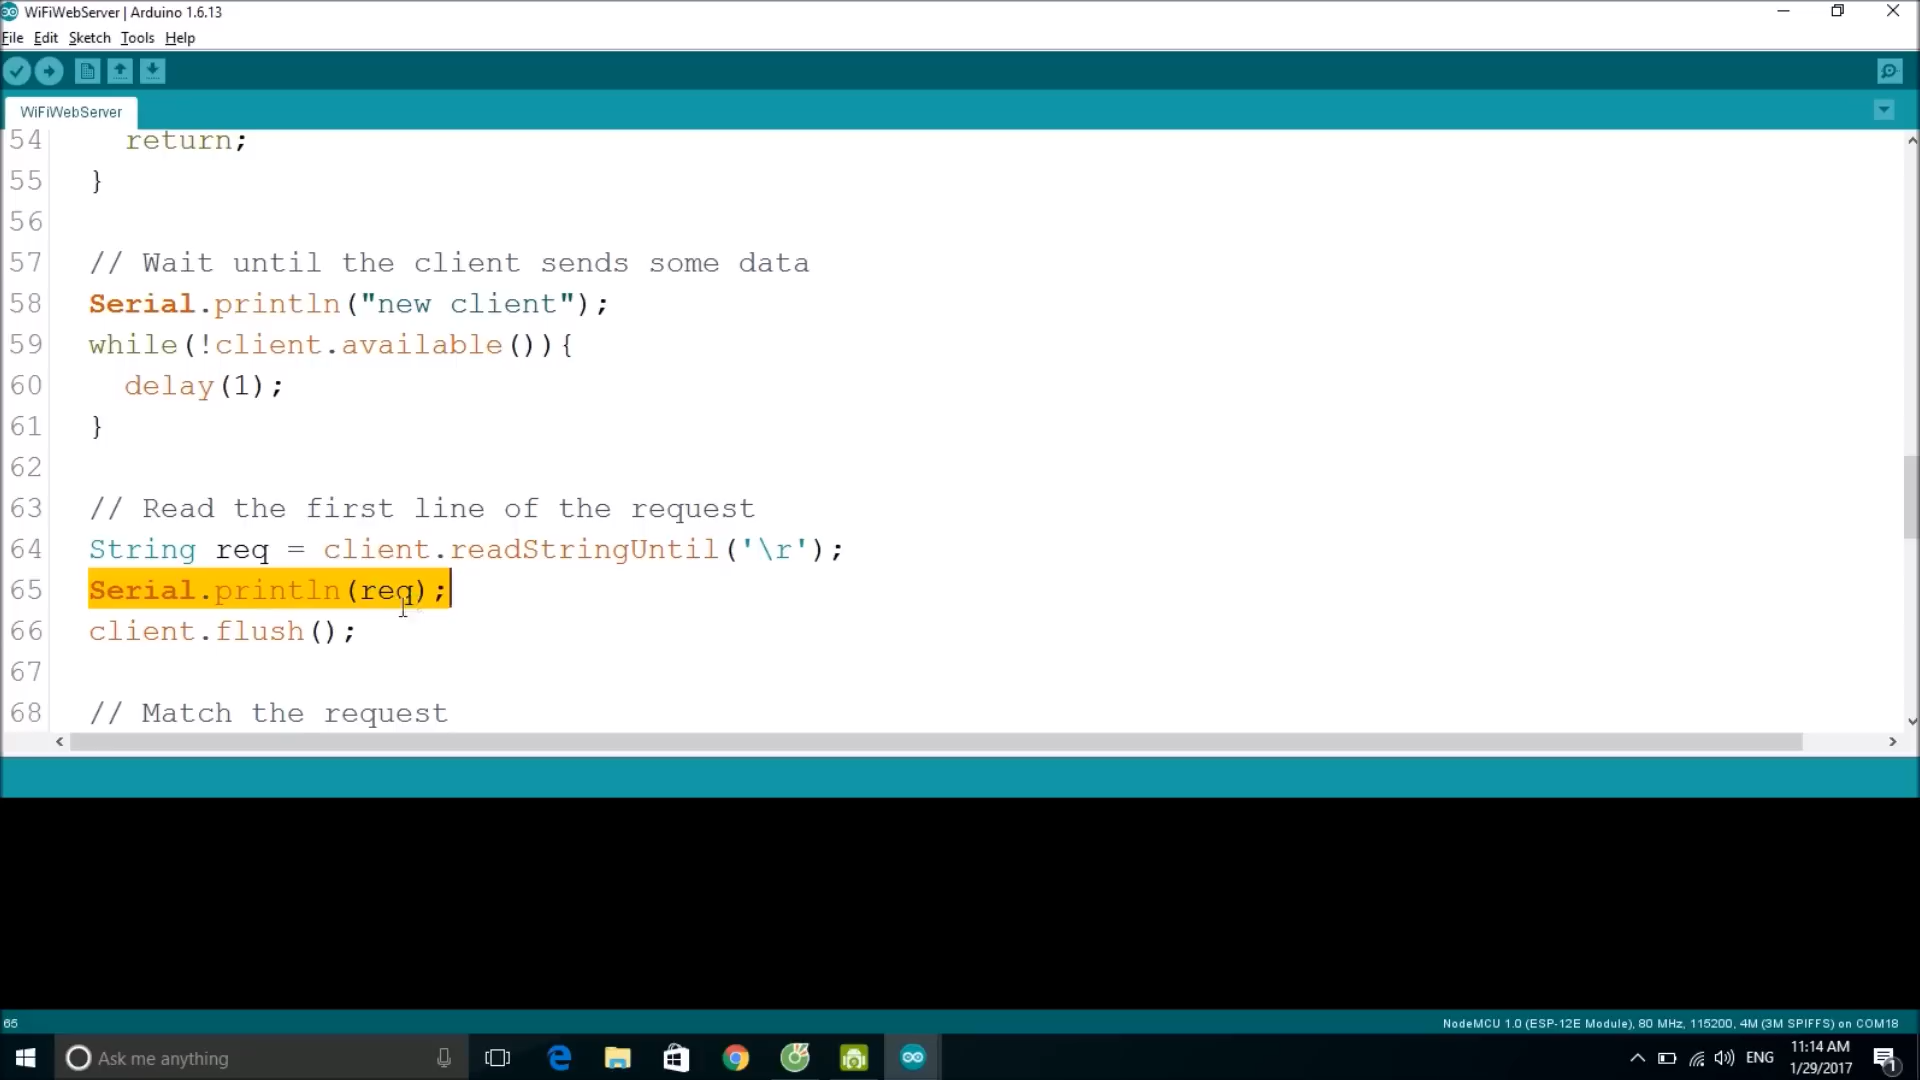 WiFiWebServer | Arduino 1.6.13
File Edit Sketch Tools Help
WiFiWebServer
54 return;
55 }
56
57 // Wait until the client sends some data
58 Serial.println("new client");
59 while(!client.available()){
60 delay(1);
61 }
62
63 // Read the first line of the request
64 String req = client.readStringUntil('\r');
65 Serial.println(req);
66 client.flush();
67
68 // Match the request
65 NodeMCU 1.0 (ESP-12E Module), 80 MHz, 115200, 4M (3M SPIFFS) on COM18
Ask me anything
ENG
11:14 AM
1/29/2017
1